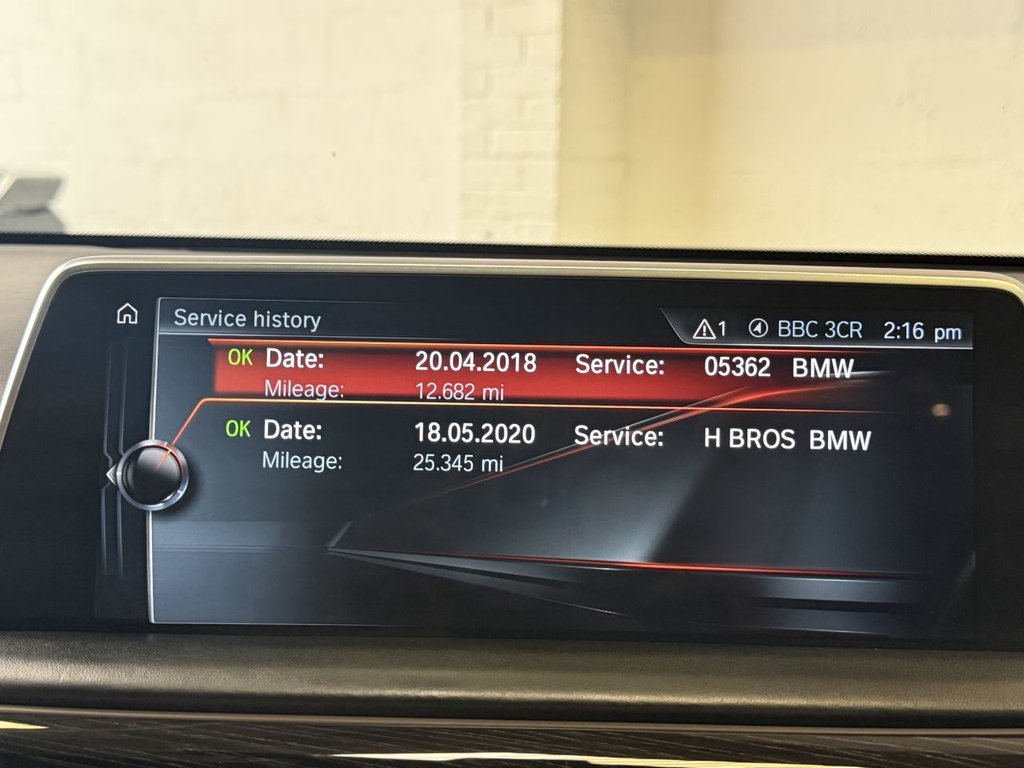 Service history
1 BBC 3CR 2:16 pm
OK Date: 20.04.2018 Service: 05362 BMW
Mileage: 12.682 mi
OK Date: 18.05.2020 Service: H BROS BMW
Mileage: 25.345 mi